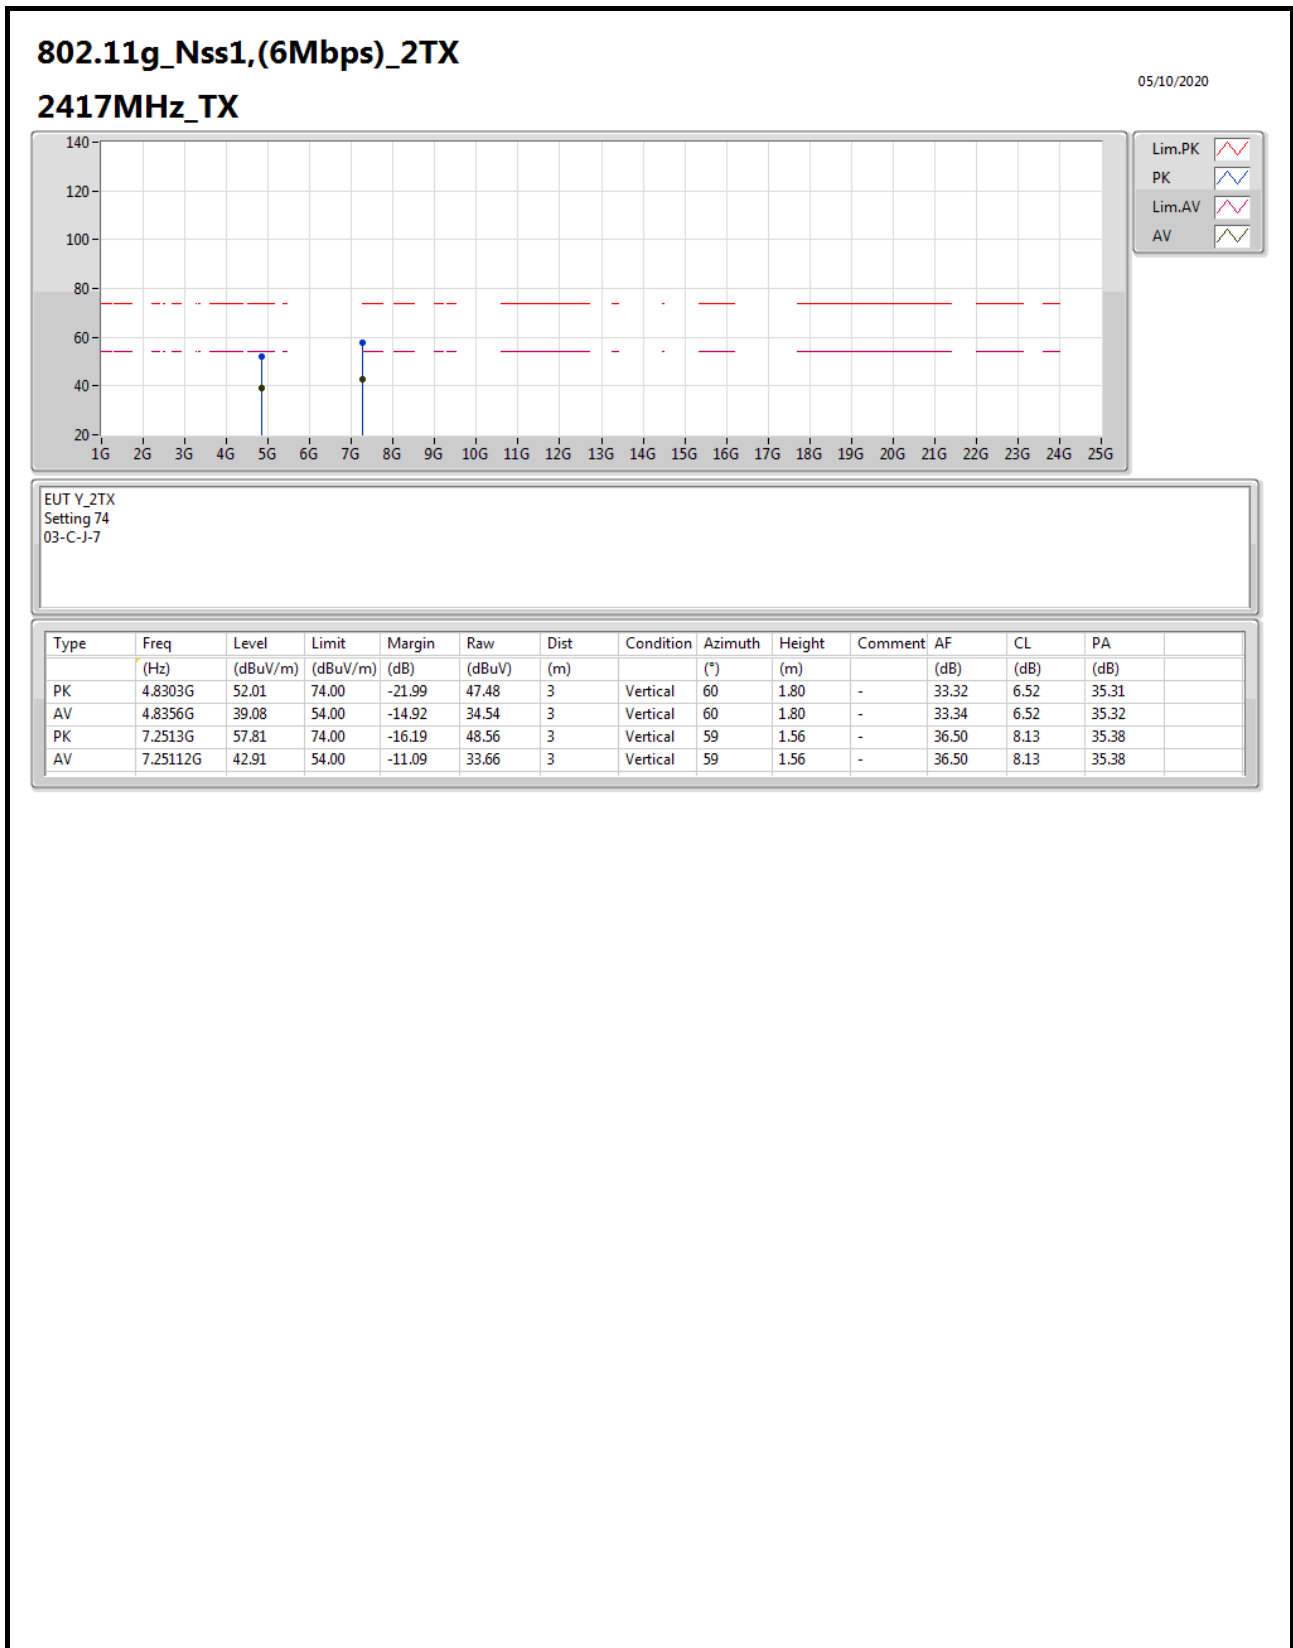 802.11g_Nss1,(6Mbps)_2TX
05/10/2020
2417MHz_TX
140
120
100
80
60
40
20
1G 2G 3G 4G 5G 6G 7G 8G 9G 10G 11G 12G 13G 14G 15G 16G 17G 18G 19G 20G 21G 22G 23G 24G 25G
Lim.PK
PK
Lim.AV
AV
EUT Y_2TX
Setting 74
03-C-J-7
Type Freq Level Limit Margin Raw Dist Condition Azimuth Height Comment AF CL PA
(Hz) (dBuV/m) (dBuV/m) (dB) (dBuV) (m) (°) (m) (dB) (dB) (dB)
PK 4.8303G 52.01 74.00 -21.99 47.48 3 Vertical 60 1.80 - 33.32 6.52 35.31
AV 4.8356G 39.08 54.00 -14.92 34.54 3 Vertical 60 1.80 - 33.34 6.52 35.32
PK 7.2513G 57.81 74.00 -16.19 48.56 3 Vertical 59 1.56 - 36.50 8.13 35.38
AV 7.25112G 42.91 54.00 -11.09 33.66 3 Vertical 59 1.56 - 36.50 8.13 35.38